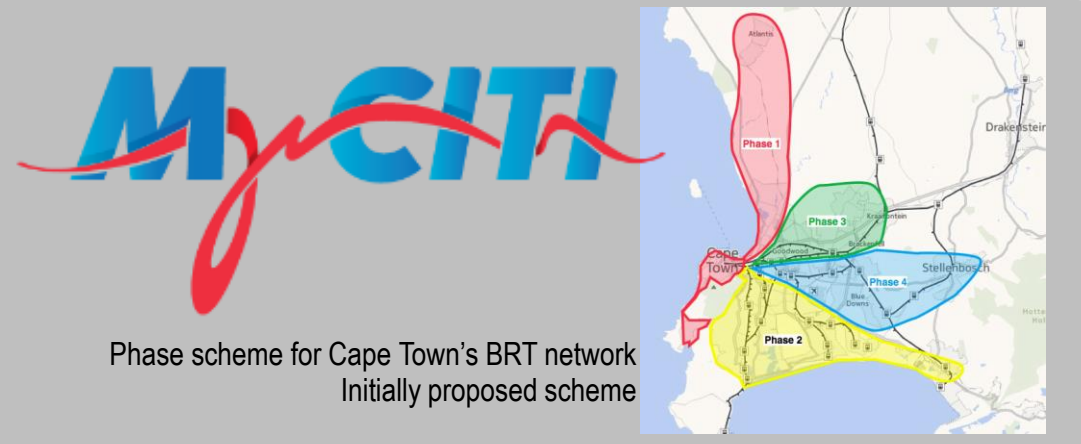 MyCiTi
Phase scheme for Cape Town's BRT network
Initially proposed scheme
Atlantis
Phase 1
Drakenstein
Phase 3
Kraaifontein
Cape
Town
Goodwood
Brackenfell
Stellenbosch
Phase 4
Blue
Downs
Phase 2